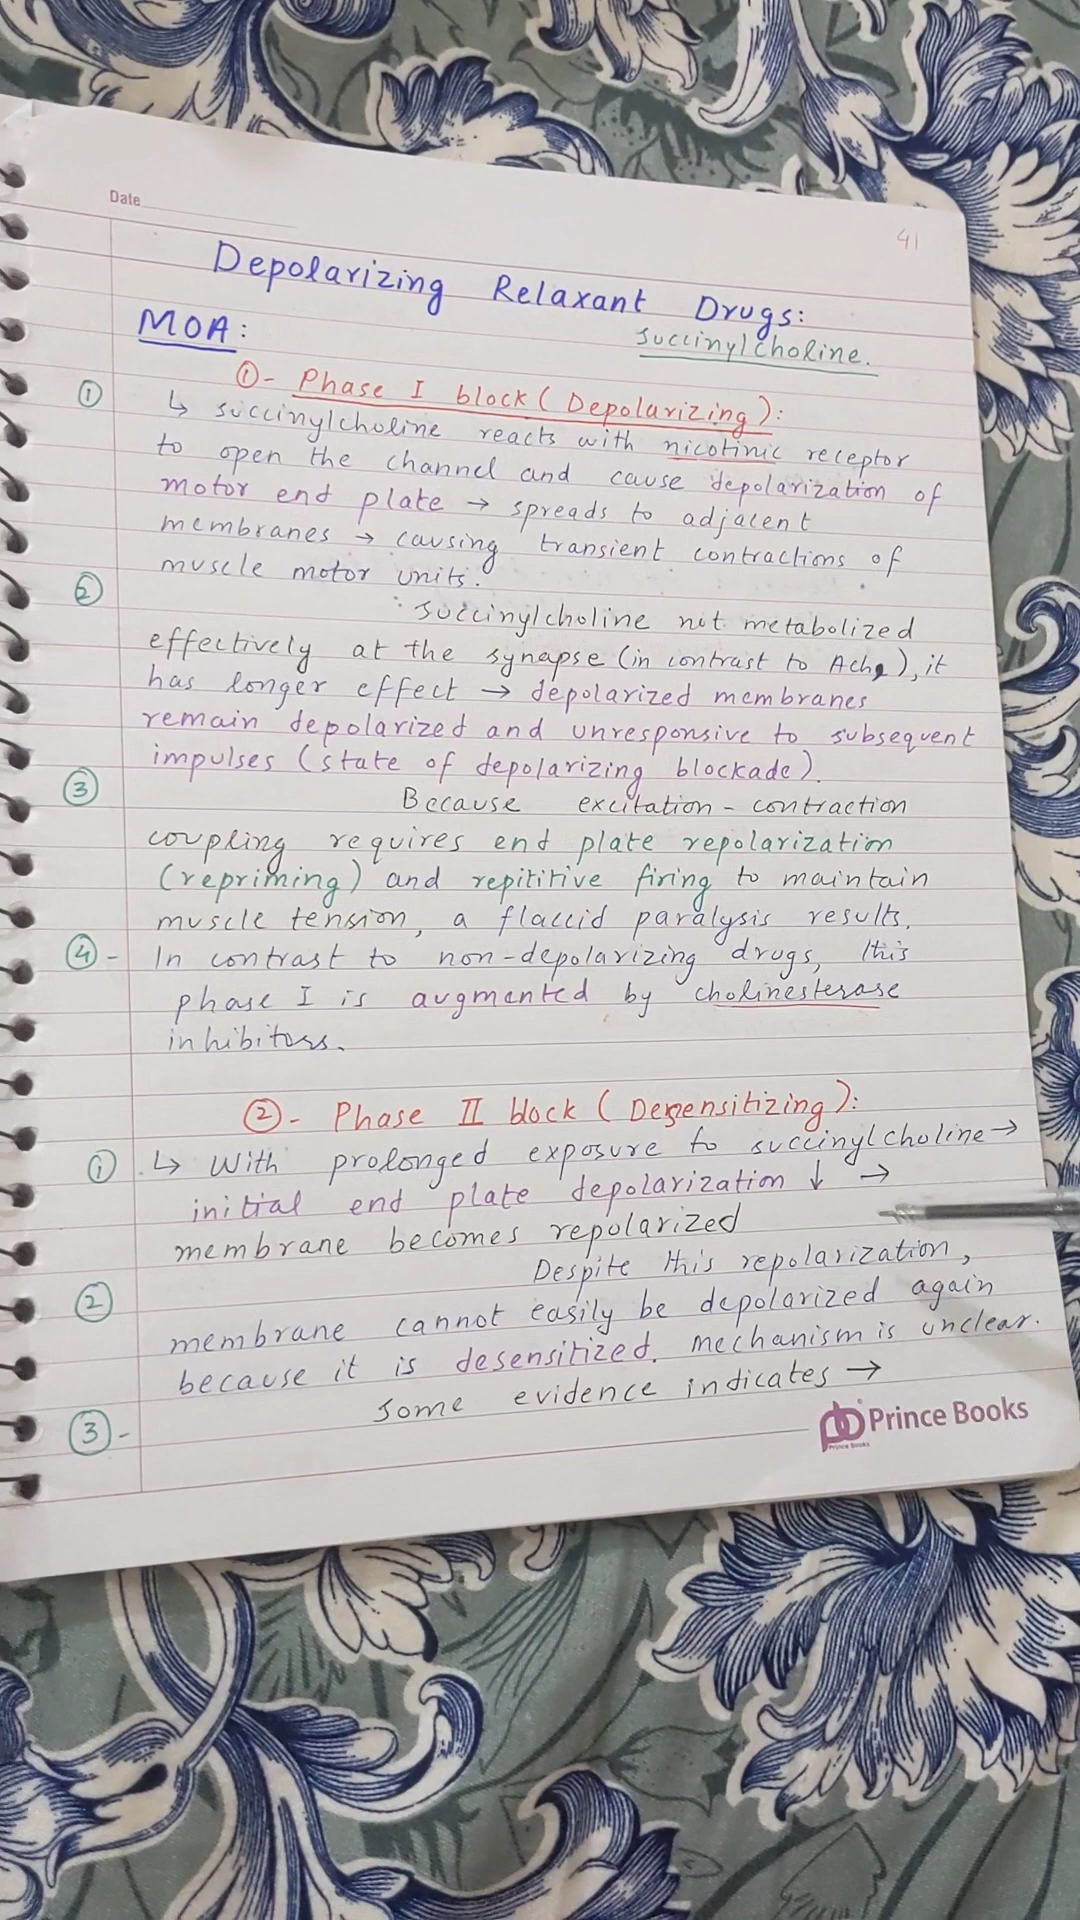 Date
41
Depolarizing Relaxant Drugs:
MOA:
succinylcholine.
①- Phase I block (Depolarizing):
① ↳ succinylcholine reacts with nicotinic receptor
to open the channel and cause depolarization of
motor end plate → spreads to adjacent
membranes → causing transient contractions of
muscle motor units.
② succinylcholine not metabolized
effectively at the synapse (in contrast to Ach), it
has longer effect → depolarized membranes
remain depolarized and unresponsive to subsequent
impulses (state of depolarizing blockade).
③ Because excitation - contraction
coupling requires end plate repolarization
(repriming) and repititive firing to maintain
muscle tension, a flaccid paralysis results.
④- In contrast to non-depolarizing drugs, this
phase I is augmented by cholinesterase
inhibitors.
②- Phase II block (Desensitizing):
① ↳ With prolonged exposure to succinylcholine →
initial end plate depolarization ↓ →
membrane becomes repolarized
Despite this repolarization,
② membrane cannot easily be depolarized again
because it is desensitized. mechanism is unclear.
③- Some evidence indicates →
Prince Books
Prince Books